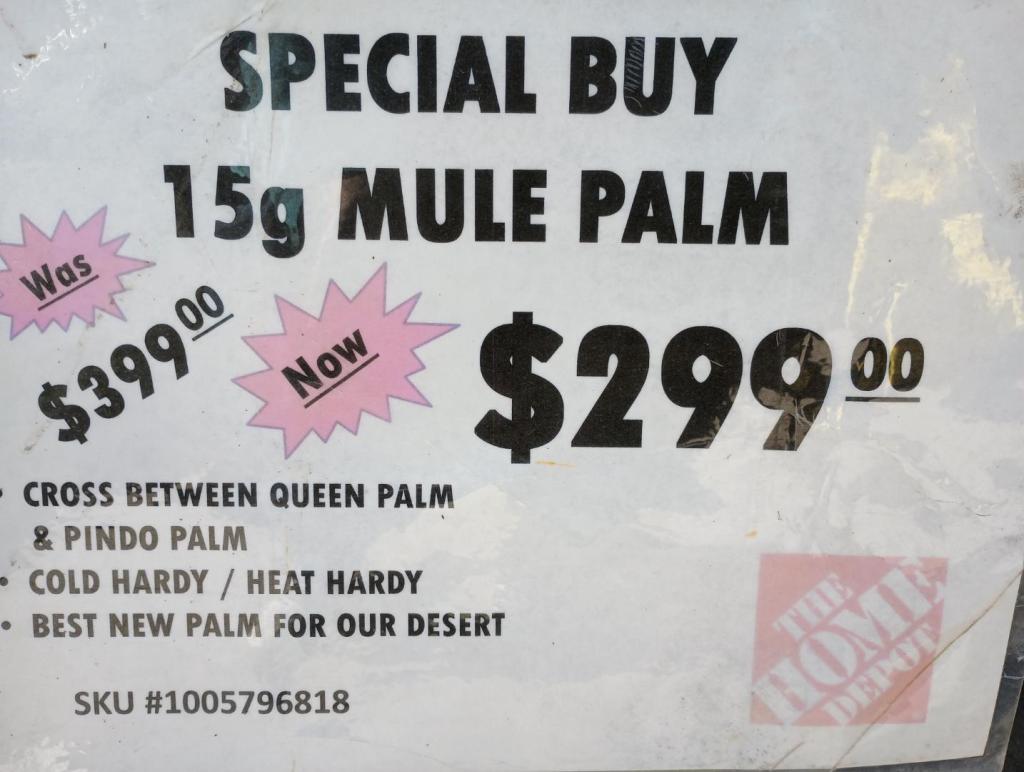 SPECIAL BUY
15g MULE PALM
Was
$399.00
Now
$299.00
• CROSS BETWEEN QUEEN PALM
& PINDO PALM
• COLD HARDY / HEAT HARDY
• BEST NEW PALM FOR OUR DESERT
SKU #1005796818
THE
HOME
DEPOT